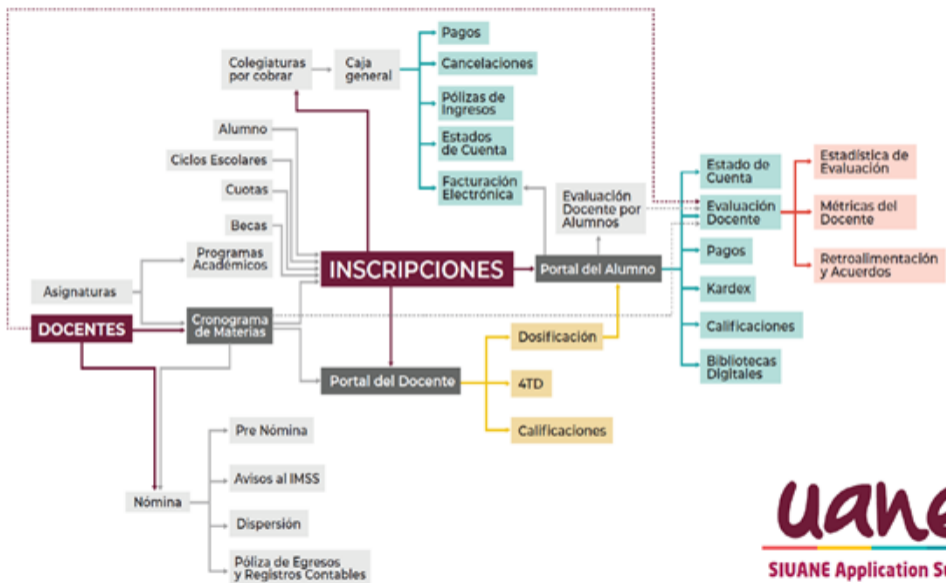 Pagos
Colegiaturas
por cobrar
Caja
general
Cancelaciones
Pólizas de
Ingresos
Alumno
Estados
de Cuenta
Ciclos Escolares
Cuotas
Facturación
Electrónica
Becas
Evaluación
Docente por
Alumnos
Estado de
Cuenta
Estadística de
Evaluación
Evaluación
Docente
Métricas del
Docente
Programas
Académicos
INSCRIPCIONES
Portal del Alumno
Pagos
Retroalimentación
y Acuerdos
Asignaturas
Kardex
DOCENTES
Cronograma
de Materias
Dosificación
Calificaciones
Portal del Docente
4TD
Bibliotecas
Digitales
Calificaciones
Pre Nómina
Avisos al IMSS
Nómina
Dispersión
Póliza de Egresos
y Registros Contables
uane
SIUANE Application